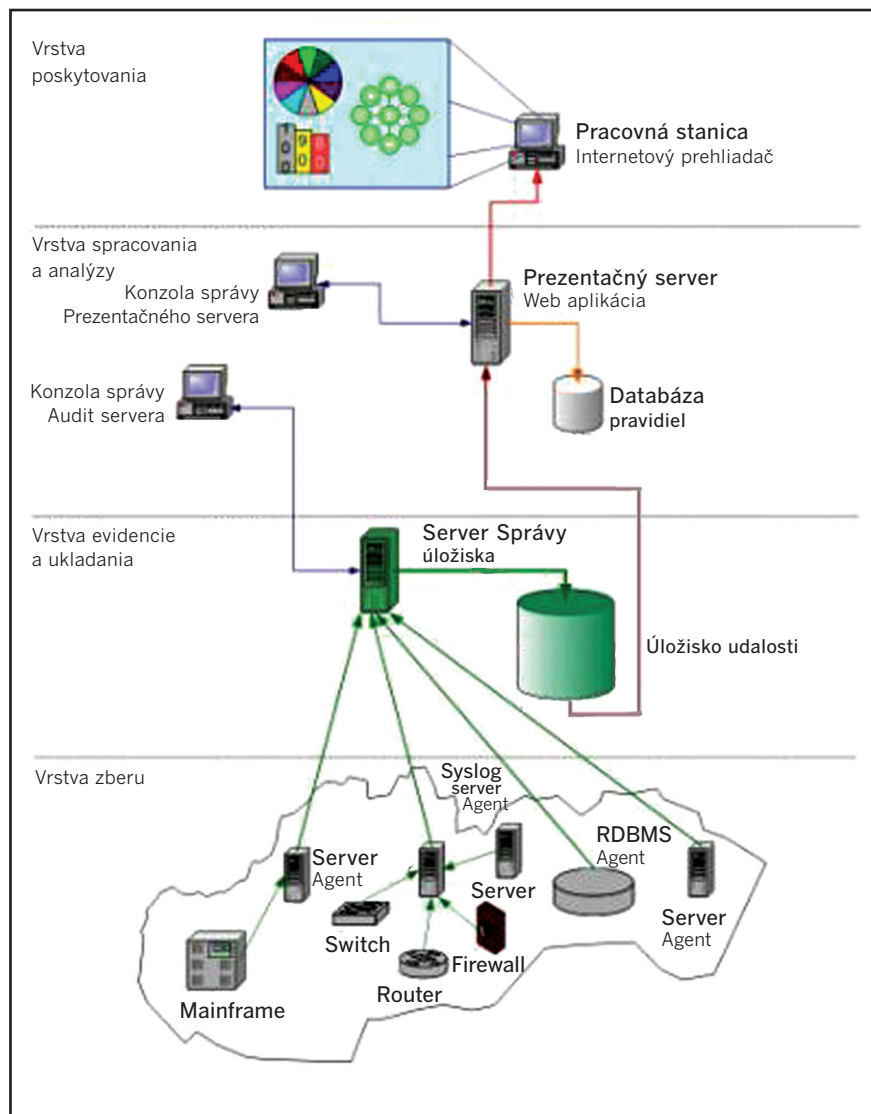 Vrstva
poskytovania
Pracovná stanica
Internetový prehliadač
Vrstva spracovania
a analýzy
Konzola správy
Prezentačného servera
Prezentačný server
Web aplikácia
Konzola správy
Audit servera
Databáza
pravidiel
Vrstva evidencie
a ukladania
Server Správy
úložiska
Úložisko udalosti
Vrstva zberu
Syslog
server
Agent
Server
Agent
RDBMS
Agent
Server
Server
Agent
Switch
Firewall
Router
Mainframe